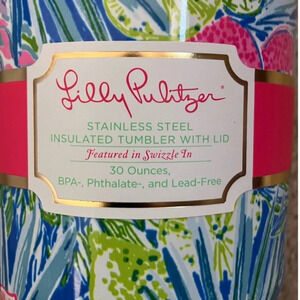 Lilly Pulitzer®
STAINLESS STEEL
INSULATED TUMBLER WITH LID
Featured in Swizzle In
30 Ounces,
BPA-, Phthalate-, and Lead-Free